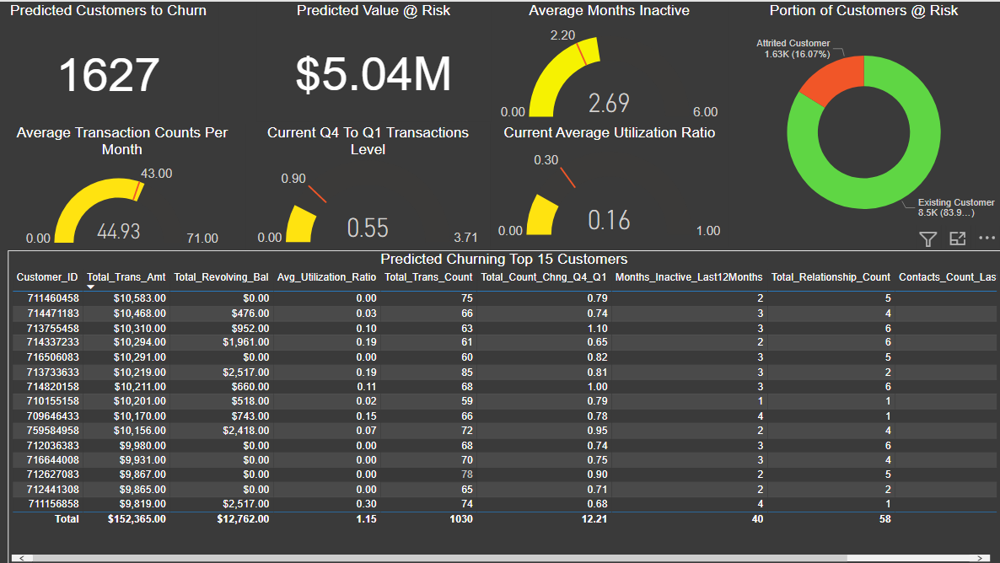 Predicted Customers to Churn
1627
Predicted Value @ Risk
$5.04M
Average Months Inactive
2.20
0.00
2.69
6.00
Portion of Customers @ Risk
Attrited Customer
1.63K (16.07%)
Existing Customer
8.5K (83.9...)
Average Transaction Counts Per
Month
43.00
0.00
44.93
71.00
Current Q4 To Q1 Transactions
Level
0.90
0.00
0.55
3.71
Current Average Utilization Ratio
0.30
0.00
0.16
1.00
Predicted Churning Top 15 Customers
Customer_ID Total_Trans_Amt Total_Revolving_Bal Avg_Utilization_Ratio Total_Trans_Count Total_Count_Chng_Q4_Q1 Months_Inactive_Last12Months Total_Relationship_Count Contacts_Count_Las
711460458 $10,583.00 $0.00 0.00 75 0.79 2 5
714471183 $10,468.00 $476.00 0.03 66 0.74 3 4
713755458 $10,310.00 $952.00 0.10 63 1.10 3 6
714337233 $10,294.00 $1,961.00 0.19 61 0.65 2 6
716506083 $10,291.00 $0.00 0.00 60 0.82 3 5
713733633 $10,219.00 $2,517.00 0.19 85 0.81 3 2
714820158 $10,211.00 $660.00 0.11 68 1.00 3 6
710155158 $10,201.00 $518.00 0.02 59 0.79 1 1
709646433 $10,170.00 $743.00 0.15 66 0.78 4 1
759584958 $10,156.00 $2,418.00 0.07 72 0.95 2 4
712036383 $9,980.00 $0.00 0.00 68 0.74 3 6
716644008 $9,931.00 $0.00 0.00 70 0.75 3 4
712627083 $9,867.00 $0.00 0.00 78 0.90 2 5
712441308 $9,865.00 $0.00 0.00 65 0.71 2 2
711156858 $9,819.00 $2,517.00 0.30 74 0.68 4 1
Total $152,365.00 $12,762.00 1.15 1030 12.21 40 58